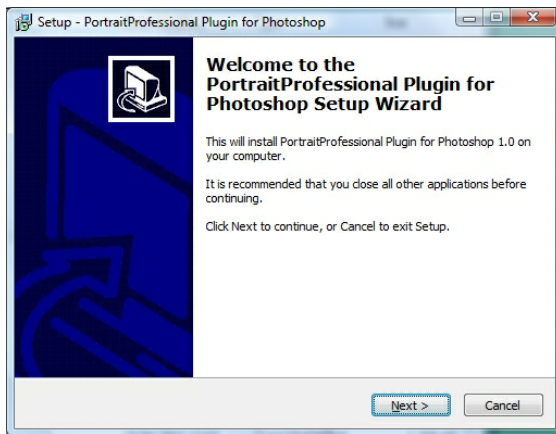 Setup - PortraitProfessional Plugin for Photoshop
Welcome to the
PortraitProfessional Plugin for
Photoshop Setup Wizard
This will install PortraitProfessional Plugin for Photoshop 1.0 on
your computer.
It is recommended that you close all other applications before
continuing.
Click Next to continue, or Cancel to exit Setup.
Next >
Cancel